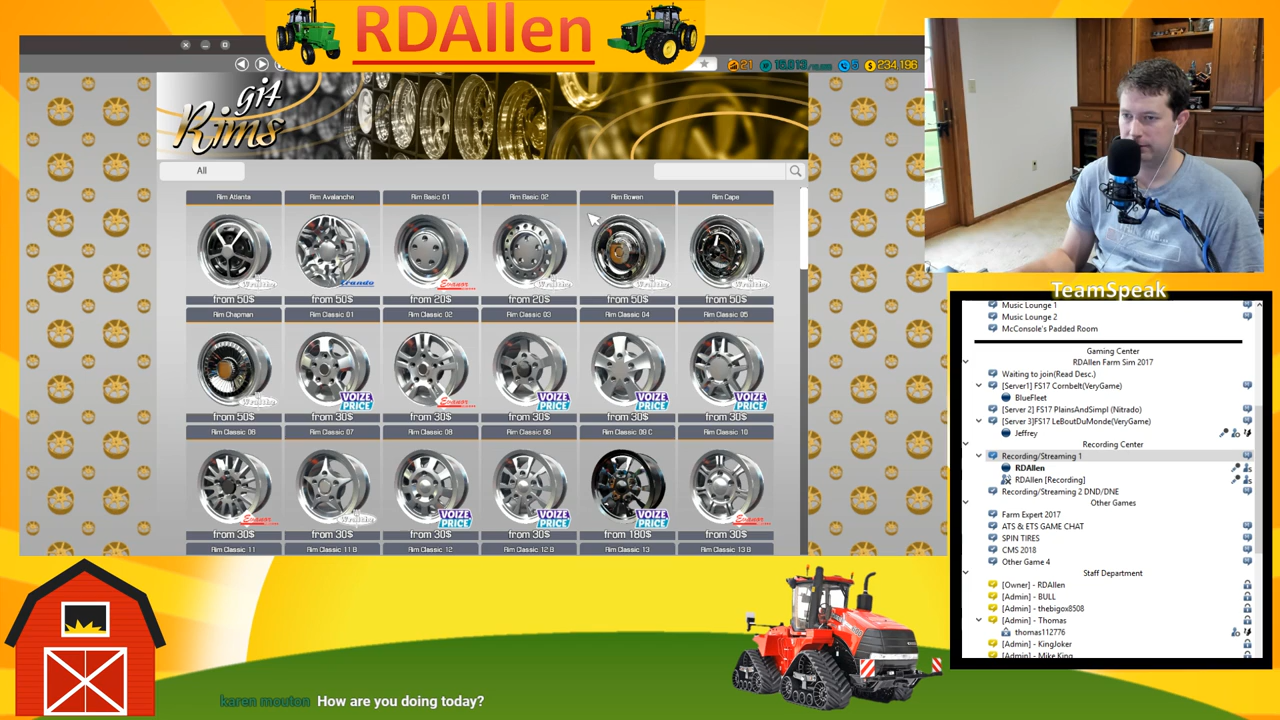 RDAllen
21
5
$ 234,196
git
Rims
All
Rim Atlanta
Rim Avalanche
Rim Basic 01
Rim Basic 02
Rim Bowen
Rim Cape
from 50$
from 50$
from 20$
from 20$
from 50$
from 50$
Rim Chapman
Rim Classic 01
Rim Classic 02
Rim Classic 03
Rim Classic 04
Rim Classic 05
VOIZE PRICE
VOIZE PRICE
VOIZE PRICE
VOIZE PRICE
from 50$
from 30$
from 30$
from 30$
from 30$
from 30$
Rim Classic 06
Rim Classic 07
Rim Classic 08
Rim Classic 09
Rim Classic 09 C
Rim Classic 10
VOIZE PRICE
VOIZE PRICE
VOIZE PRICE
from 30$
from 30$
from 30$
from 30$
from 180$
from 30$
Rim Classic 11
Rim Classic 11 B
Rim Classic 12
Rim Classic 12 B
Rim Classic 13
Rim Classic 13 B
TeamSpeak
Music Lounge 1
Music Lounge 2
McConsole's Padded Room
Gaming Center
RDAllen Farm Sim 2017
Waiting to join(Read Desc.)
[Server1] FS17 Cornbelt(VeryGame)
BlueFleet
[Server 2] FS17 PlainsAndSimpl (Nitrado)
[Server 3]FS17 LeBoutDuMonde(VeryGame)
Jeffrey
Recording Center
Recording/Streaming 1
RDAllen
RDAllen [Recording]
Recording/Streaming 2 DND/DNE
Other Games
Farm Expert 2017
ATS & ETS GAME CHAT
SPIN TIRES
CMS 2018
Other Game 4
Staff Department
[Owner] - RDAllen
[Admin] - BULL
[Admin] - thebigox8508
[Admin] - Thomas
thomas112776
[Admin] - KingJoker
[Admin] - Mike King
karen mouton How are you doing today?